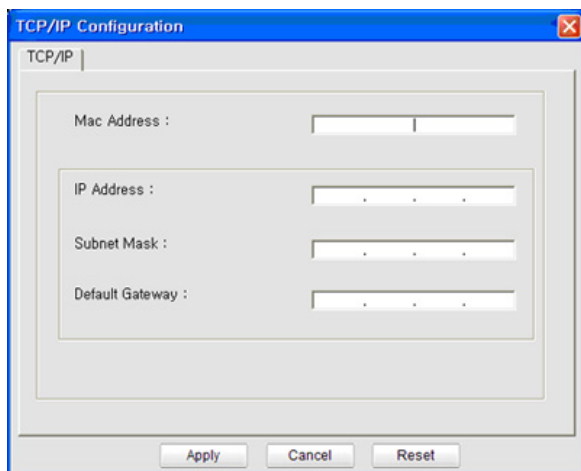 TCP/IP Configuration
TCP/IP
Mac Address :
IP Address :
. . .
Subnet Mask :
. . .
Default Gateway :
. . .
Apply Cancel Reset